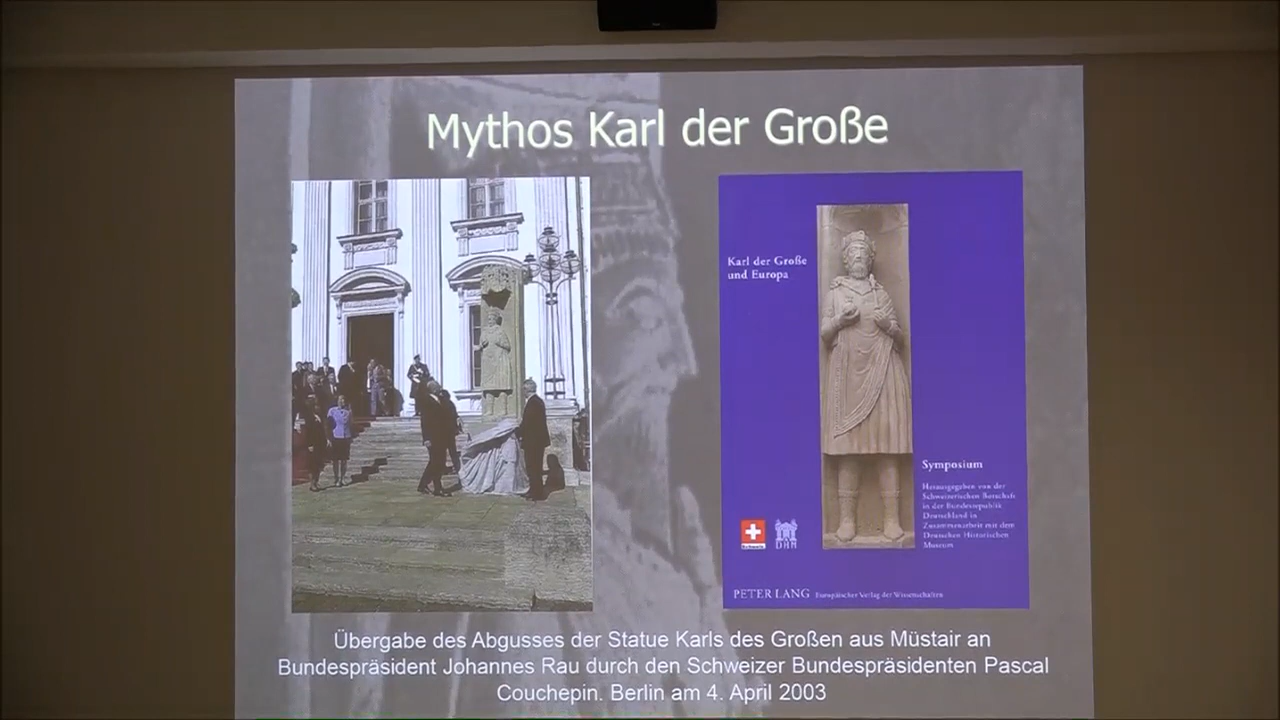 Mythos Karl der Große
Karl der Große
und Europa
Symposium
Herausgegeben von der
Schweizerischen Botschaft
in der Bundesrepublik
Deutschland in
Zusammenarbeit mit dem
Deutschen Historischen
Museum
DHM
PETER LANG Europäischer Verlag der Wissenschaften
Übergabe des Abgusses der Statue Karls des Großen aus Müstair an
Bundespräsident Johannes Rau durch den Schweizer Bundespräsidenten Pascal
Couchepin. Berlin am 4. April 2003